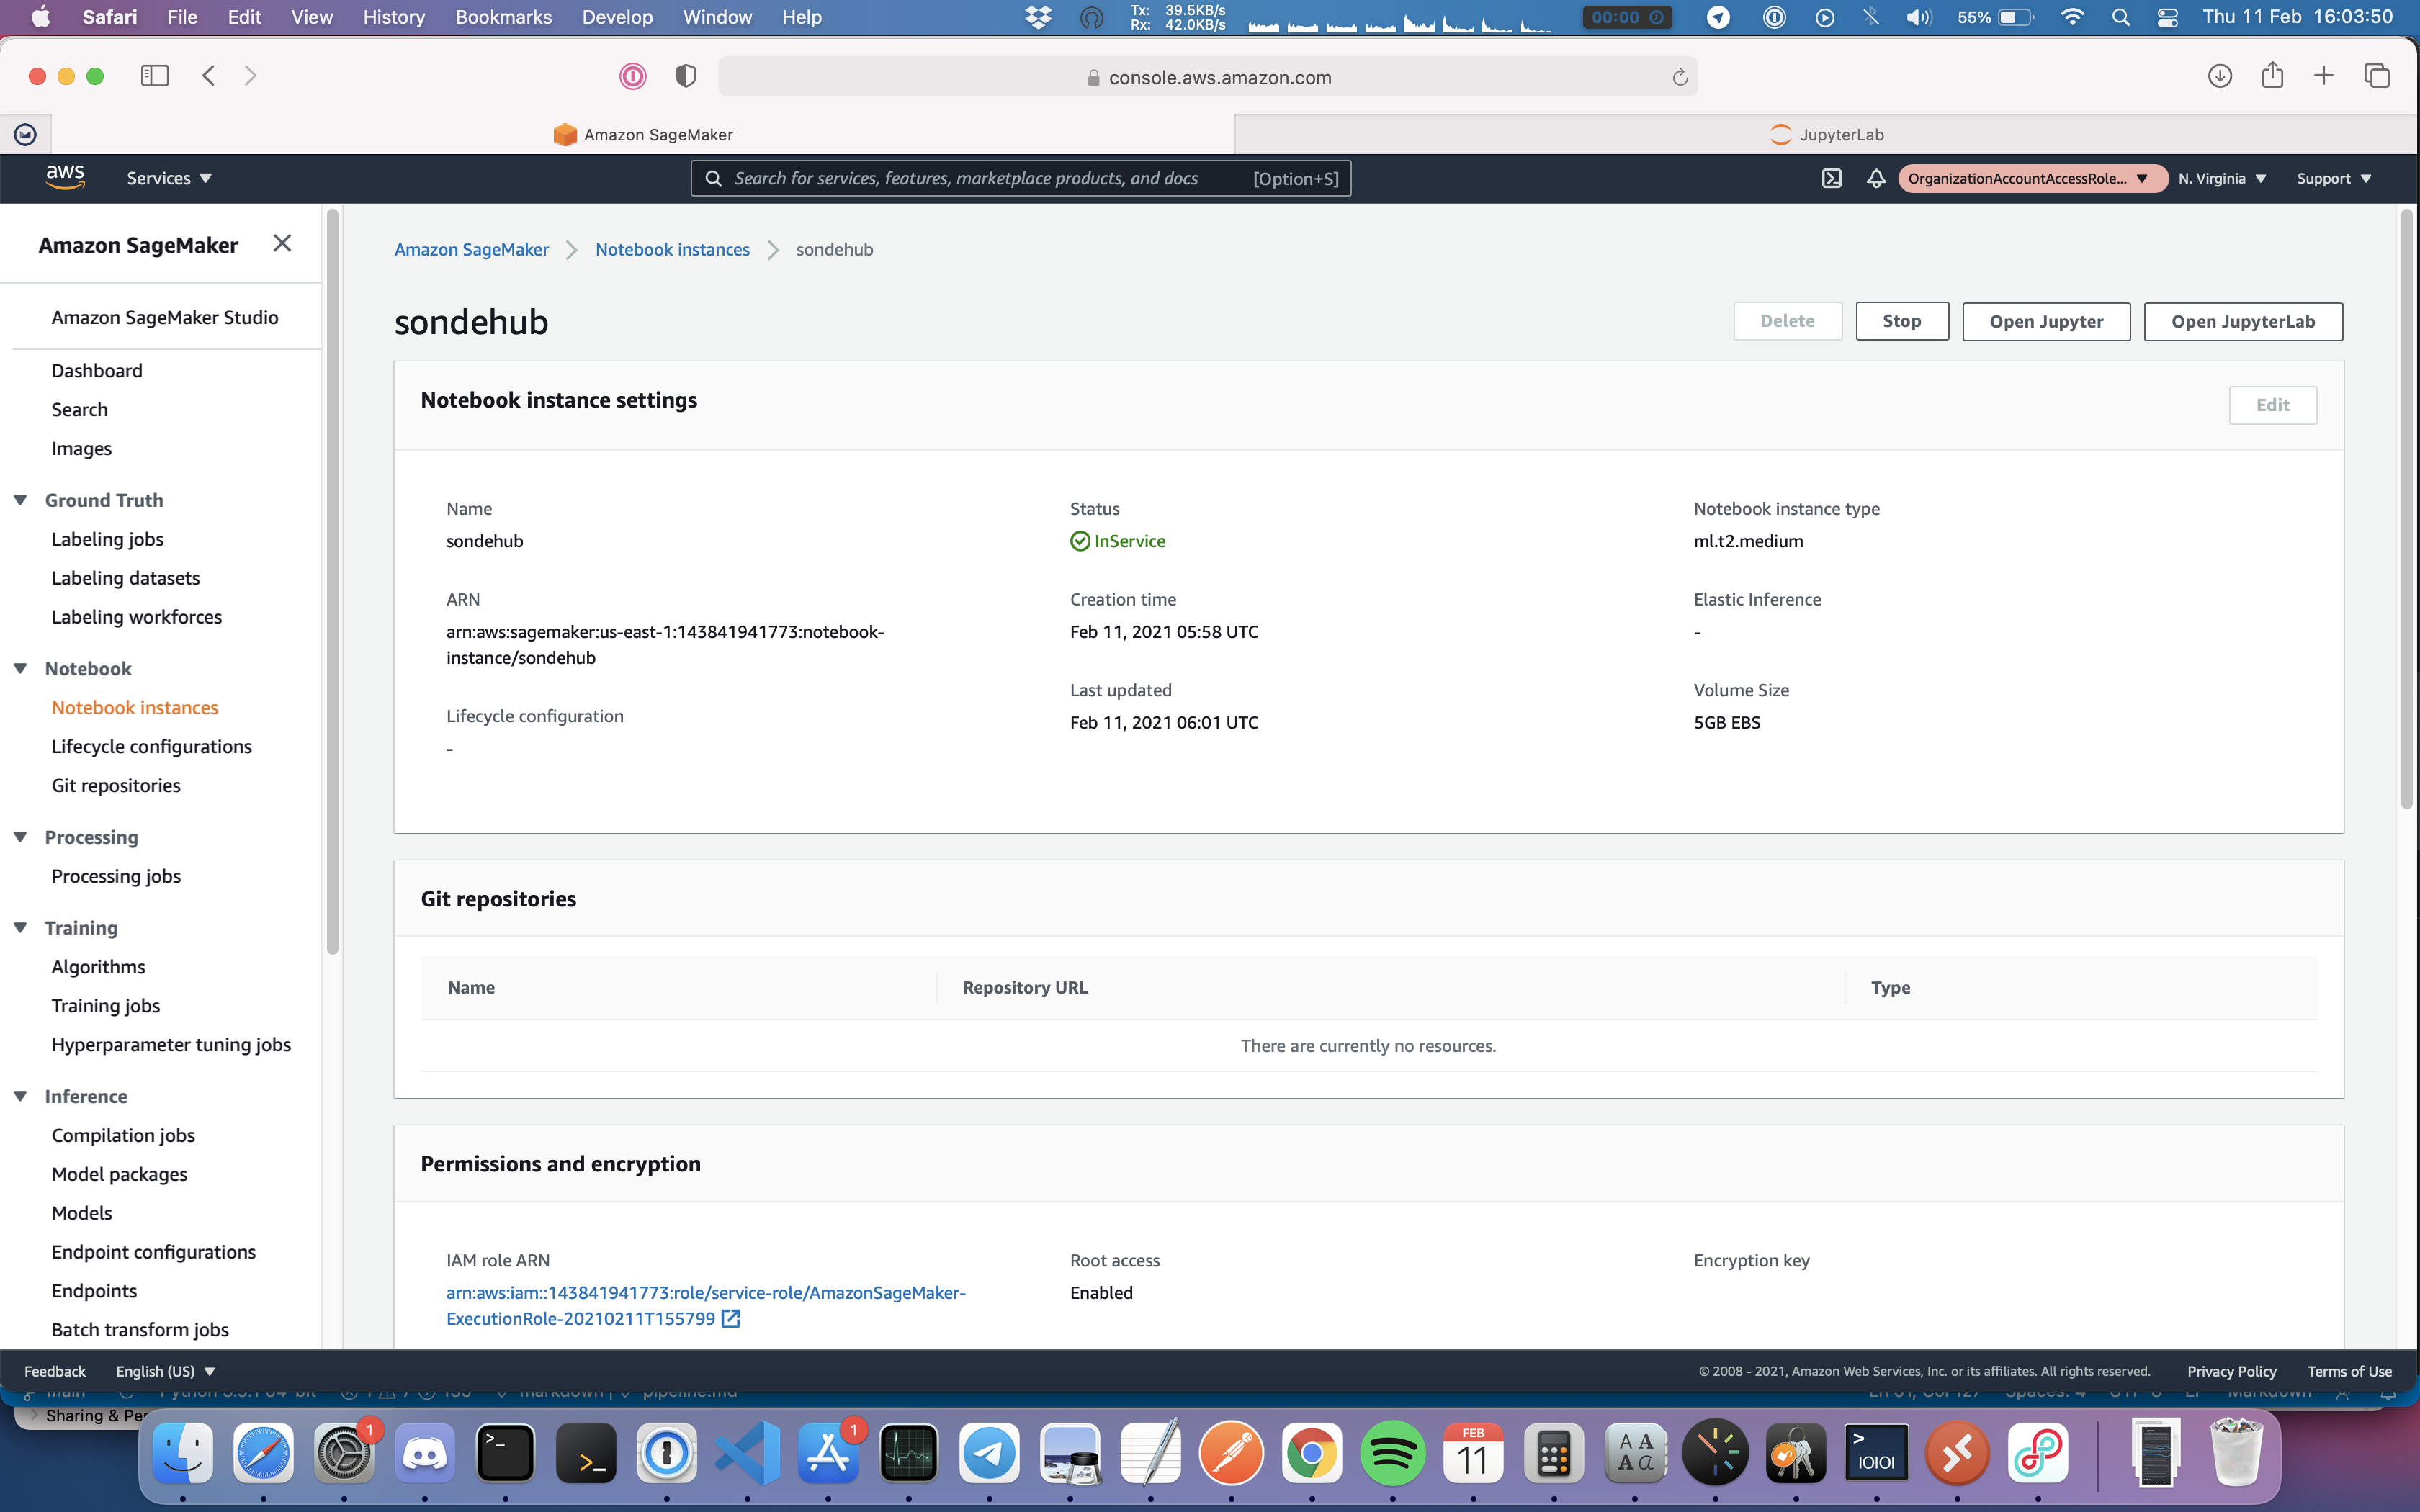 Safari File Edit View History Bookmarks Develop Window Help
Tx: 39.5KB/s
Rx: 42.0KB/s
00:00
55%
Thu 11 Feb 16:03:50
console.aws.amazon.com
Amazon SageMaker
JupyterLab
aws
Services
Search for services, features, marketplace products, and docs [Option+S]
OrganizationAccountAccessRole...
N. Virginia
Support
Amazon SageMaker
Amazon SageMaker Studio
Dashboard
Search
Images
Ground Truth
Labeling jobs
Labeling datasets
Labeling workforces
Notebook
Notebook instances
Lifecycle configurations
Git repositories
Processing
Processing jobs
Training
Algorithms
Training jobs
Hyperparameter tuning jobs
Inference
Compilation jobs
Model packages
Models
Endpoint configurations
Endpoints
Batch transform jobs
Amazon SageMaker Notebook instances sondehub
sondehub
Delete
Stop
Open Jupyter
Open JupyterLab
Notebook instance settings
Edit
Name
sondehub
ARN
arn:aws:sagemaker:us-east-1:143841941773:notebook-
instance/sondehub
Lifecycle configuration
-
Status
InService
Creation time
Feb 11, 2021 05:58 UTC
Last updated
Feb 11, 2021 06:01 UTC
Notebook instance type
ml.t2.medium
Elastic Inference
-
Volume Size
5GB EBS
Git repositories
Name Repository URL Type
There are currently no resources.
Permissions and encryption
IAM role ARN
arn:aws:iam::143841941773:role/service-role/AmazonSageMaker-
ExecutionRole-20210211T155799
Root access
Enabled
Encryption key
Feedback
English (US)
© 2008 - 2021, Amazon Web Services, Inc. or its affiliates. All rights reserved.
Privacy Policy
Terms of Use
Sharing &
1
1
FEB
11
IOIOI